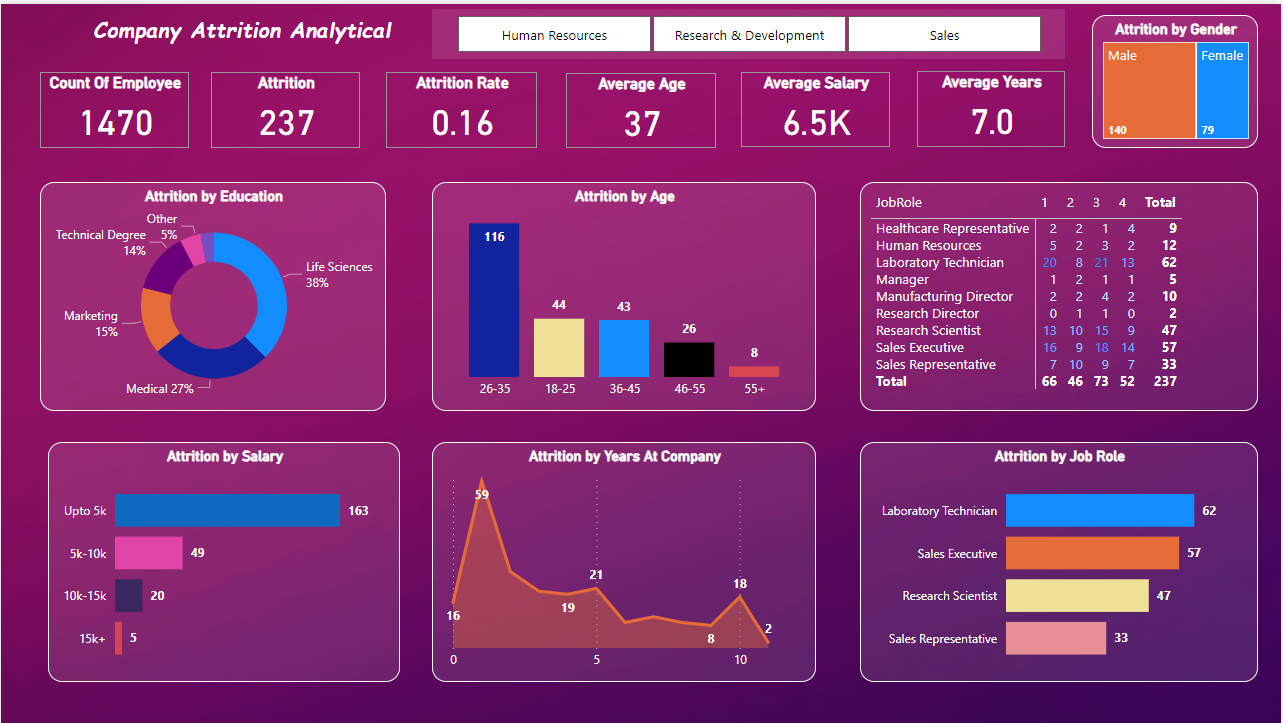 Company Attrition Analytical
Human Resources
Research & Development
Sales
Attrition by Gender
Male
Female
140
79
Count Of Employee
1470
Attrition
237
Attrition Rate
0.16
Average Age
37
Average Salary
6.5K
Average Years
7.0
Attrition by Education
Other
5%
Technical Degree
14%
Life Sciences
38%
Marketing
15%
Medical 27%
Attrition by Age
116
44
43
26
8
26-35 18-25 36-45 46-55 55+
JobRole 1 2 3 4 Total
Healthcare Representative 2 2 1 4 9
Human Resources 5 2 3 2 12
Laboratory Technician 20 8 21 13 62
Manager 1 2 1 1 5
Manufacturing Director 2 2 4 2 10
Research Director 0 1 1 0 2
Research Scientist 13 10 15 9 47
Sales Executive 16 9 18 14 57
Sales Representative 7 10 9 7 33
Total 66 46 73 52 237
Attrition by Salary
Upto 5k 163
5k-10k 49
10k-15k 20
15k+ 5
Attrition by Years At Company
59
16
19
21
8
18
2
0 5 10
Attrition by Job Role
Laboratory Technician 62
Sales Executive 57
Research Scientist 47
Sales Representative 33